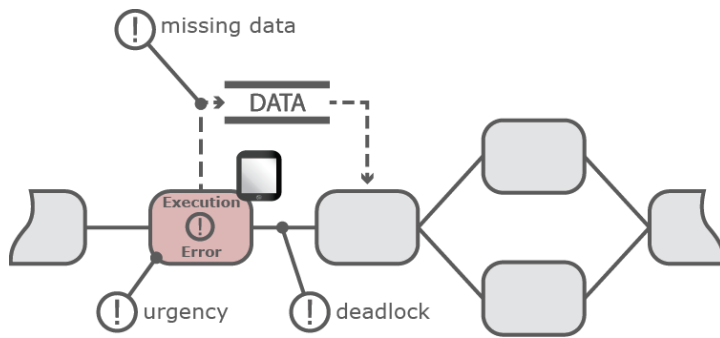 missing data
DATA
Execution
!
Error
urgency
deadlock